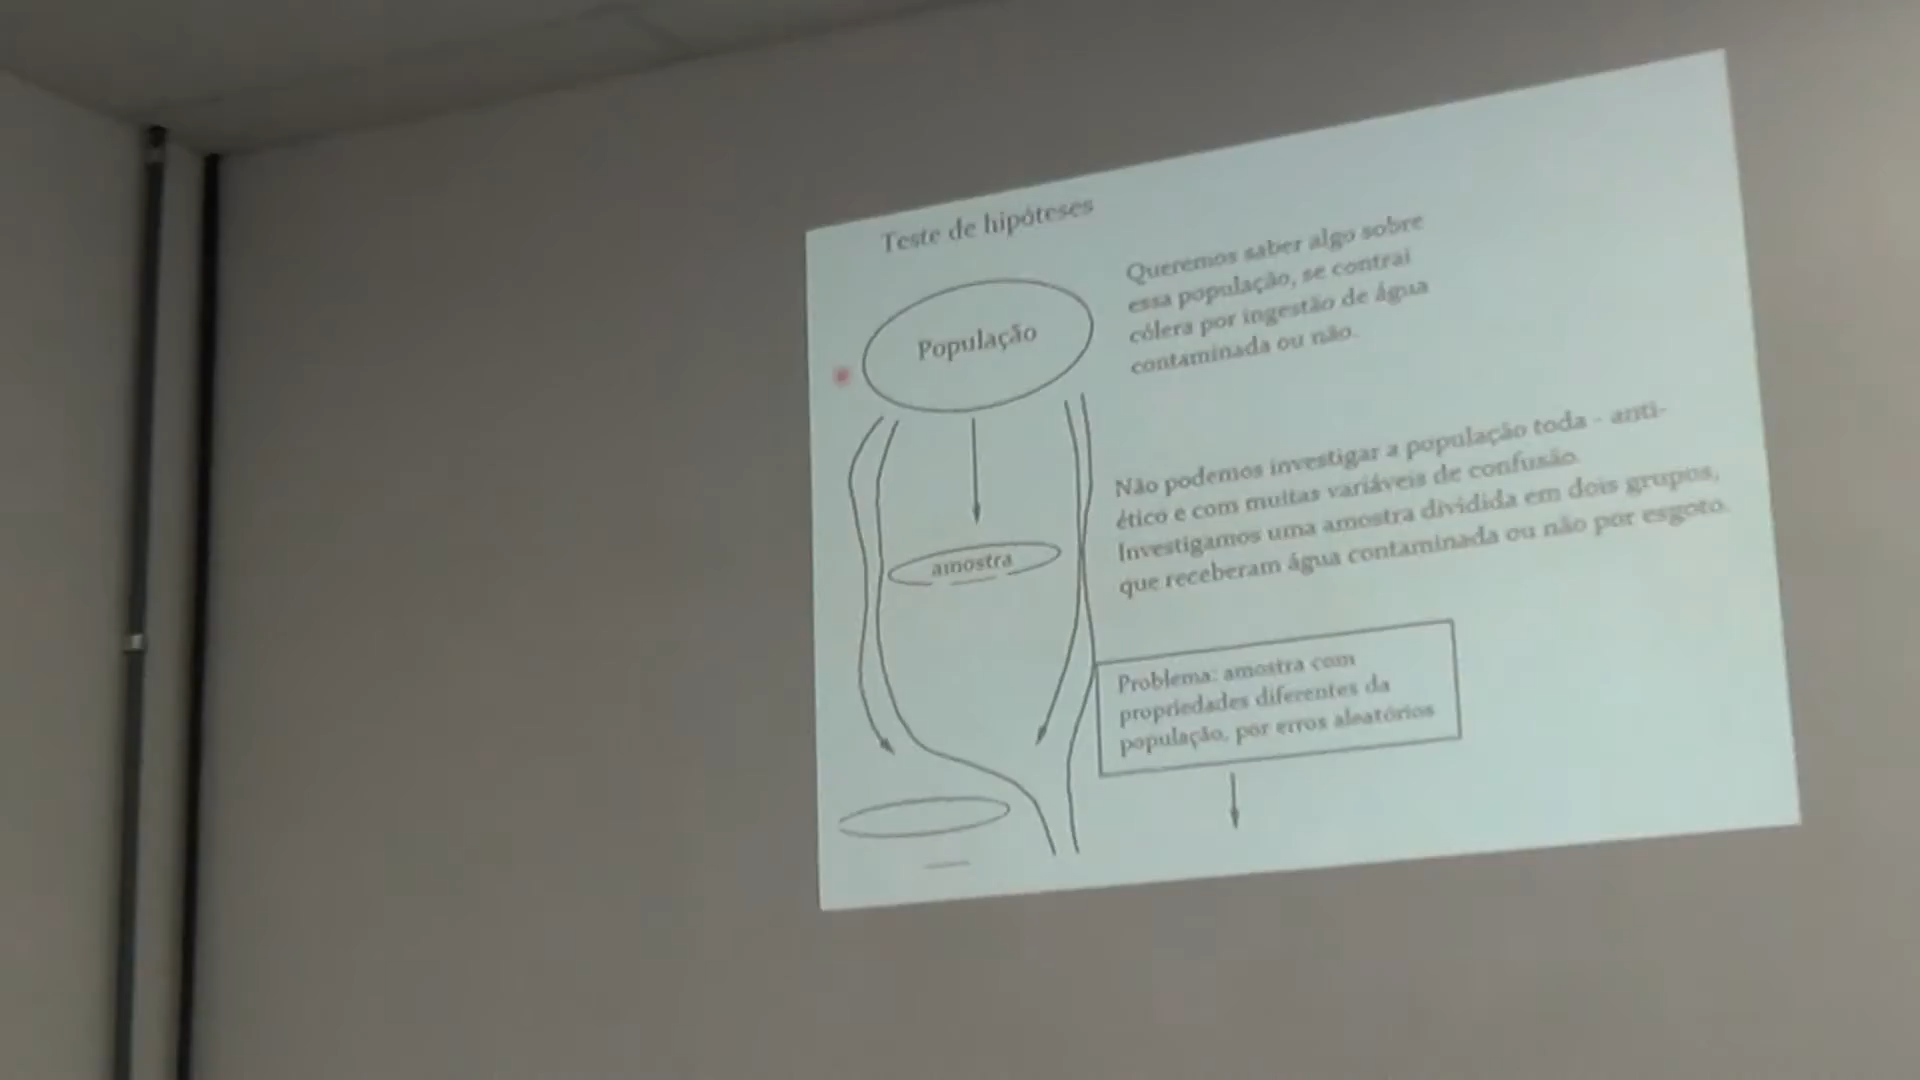 Teste de hipóteses
População
Queremos saber algo sobre
essa população, se contrai
cólera por ingestão de água
contaminada ou não.
Não podemos investigar a população toda - anti-
ético e com muitas variáveis de confusão.
Investigamos uma amostra dividida em dois grupos,
que receberam água contaminada ou não por esgoto.
amostra
Problema: amostra com
propriedades diferentes da
população, por erros aleatórios